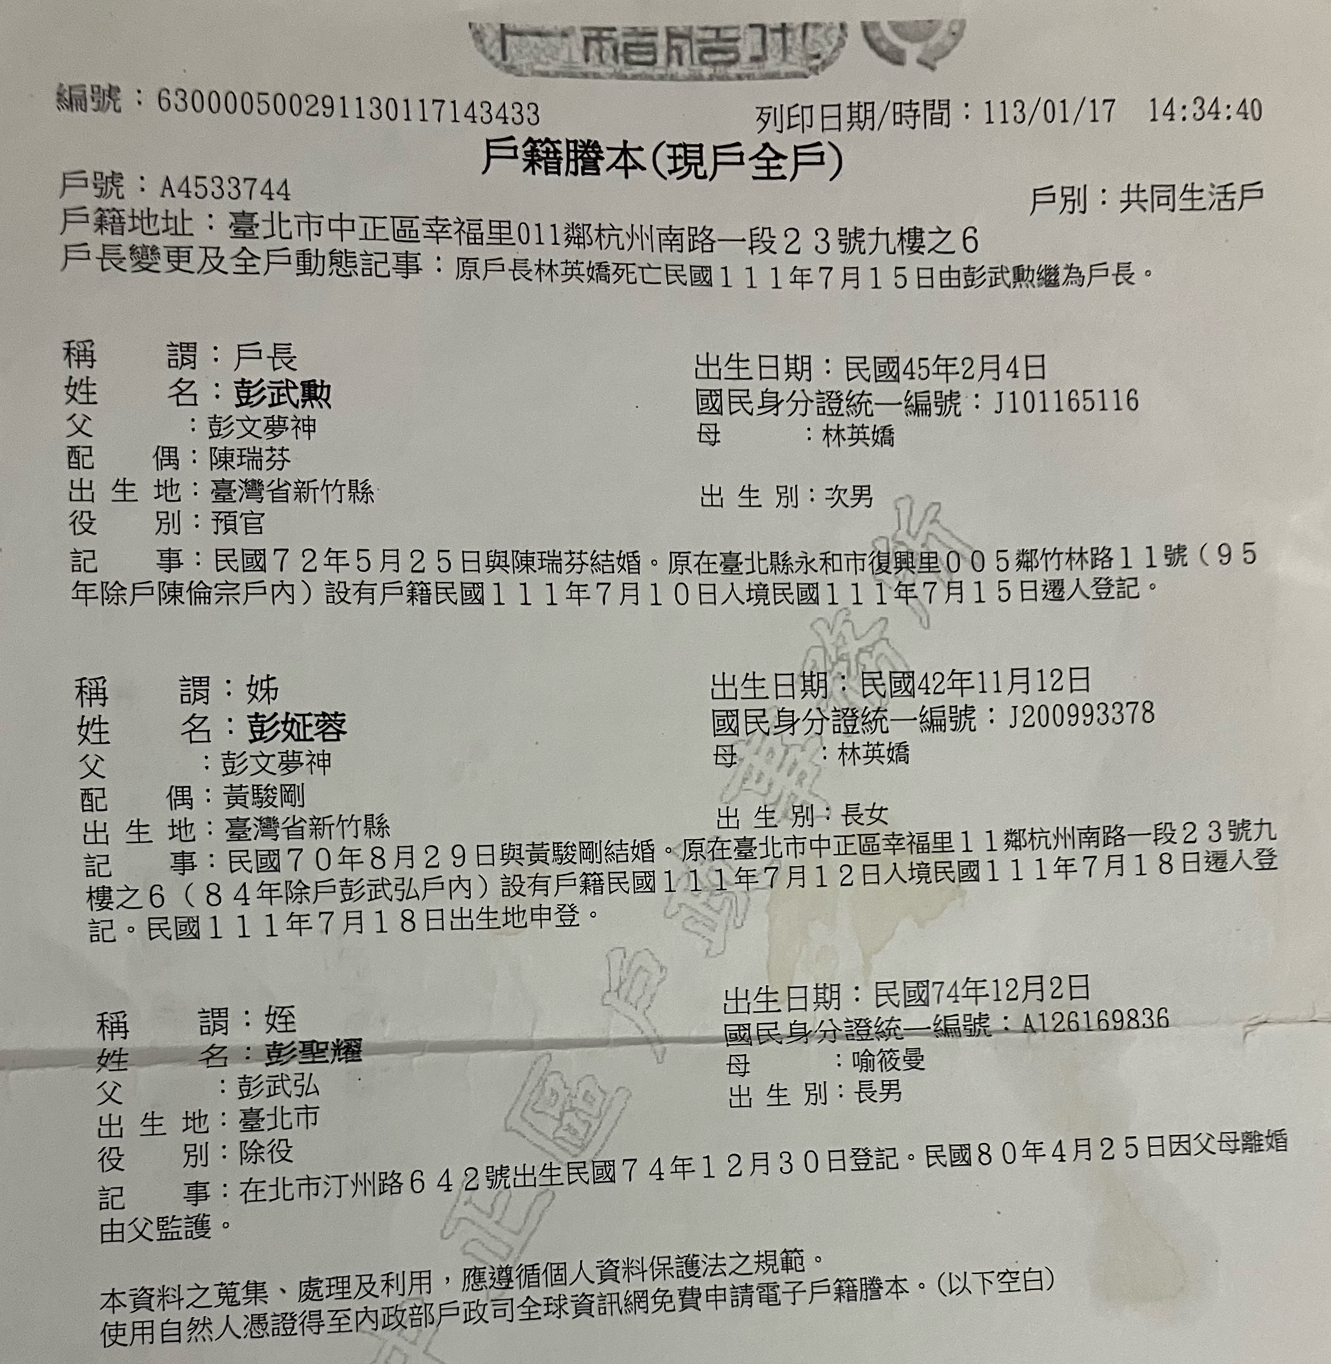 編號：630000500291130117143433
列印日期/時間：113/01/17 14:34:40
戶籍謄本(現戶全戶)
戶號：A4533744
戶別：共同生活戶
戶籍地址：臺北市中正區幸福里011鄰杭州南路一段２３號九樓之6
戶長變更及全戶動態記事：原戶長林英嬌死亡民國１１１年７月１５日由彭武勲繼為戶長。
稱謂：戶長
出生日期：民國45年2月4日
姓名：彭武勲
國民身分證統一編號：J101165116
父：彭文夢神
母：林英嬌
配偶：陳瑞芬
出生地：臺灣省新竹縣
出生別：次男
役別：預官
記事：民國７２年５月２５日與陳瑞芬結婚。原在臺北縣永和市復興里００５鄰竹林路１１號（９５
年除戶陳倫宗戶內）設有戶籍民國１１１年７月１０日入境民國１１１年７月１５日遷入登記。
稱謂：姊
出生日期：民國42年11月12日
姓名：彭姃蓉
國民身分證統一編號：J200993378
父：彭文夢神
母：林英嬌
配偶：黃駿剛
出生地：臺灣省新竹縣
出生別：長女
記事：民國７０年８月２９日與黃駿剛結婚。原在臺北市中正區幸福里１１鄰杭州南路一段２３號九
樓之６（８４年除戶彭武弘戶內）設有戶籍民國１１１年７月１２日入境民國１１１年７月１８日遷入登
記。民國１１１年７月１８日出生地申登。
稱謂：姪
出生日期：民國74年12月2日
姓名：彭聖耀
國民身分證統一編號：A126169836
父：彭武弘
母：喻筱曼
出生地：臺北市
出生別：長男
役別：除役
記事：在北市汀州路６４２號出生民國７４年１２月３０日登記。民國８０年４月２５日因父母離婚
由父監護。
本資料之蒐集、處理及利用，應遵循個人資料保護法之規範。
使用自然人憑證得至內政部戶政司全球資訊網免費申請電子戶籍謄本。(以下空白)
中正區戶政事務所